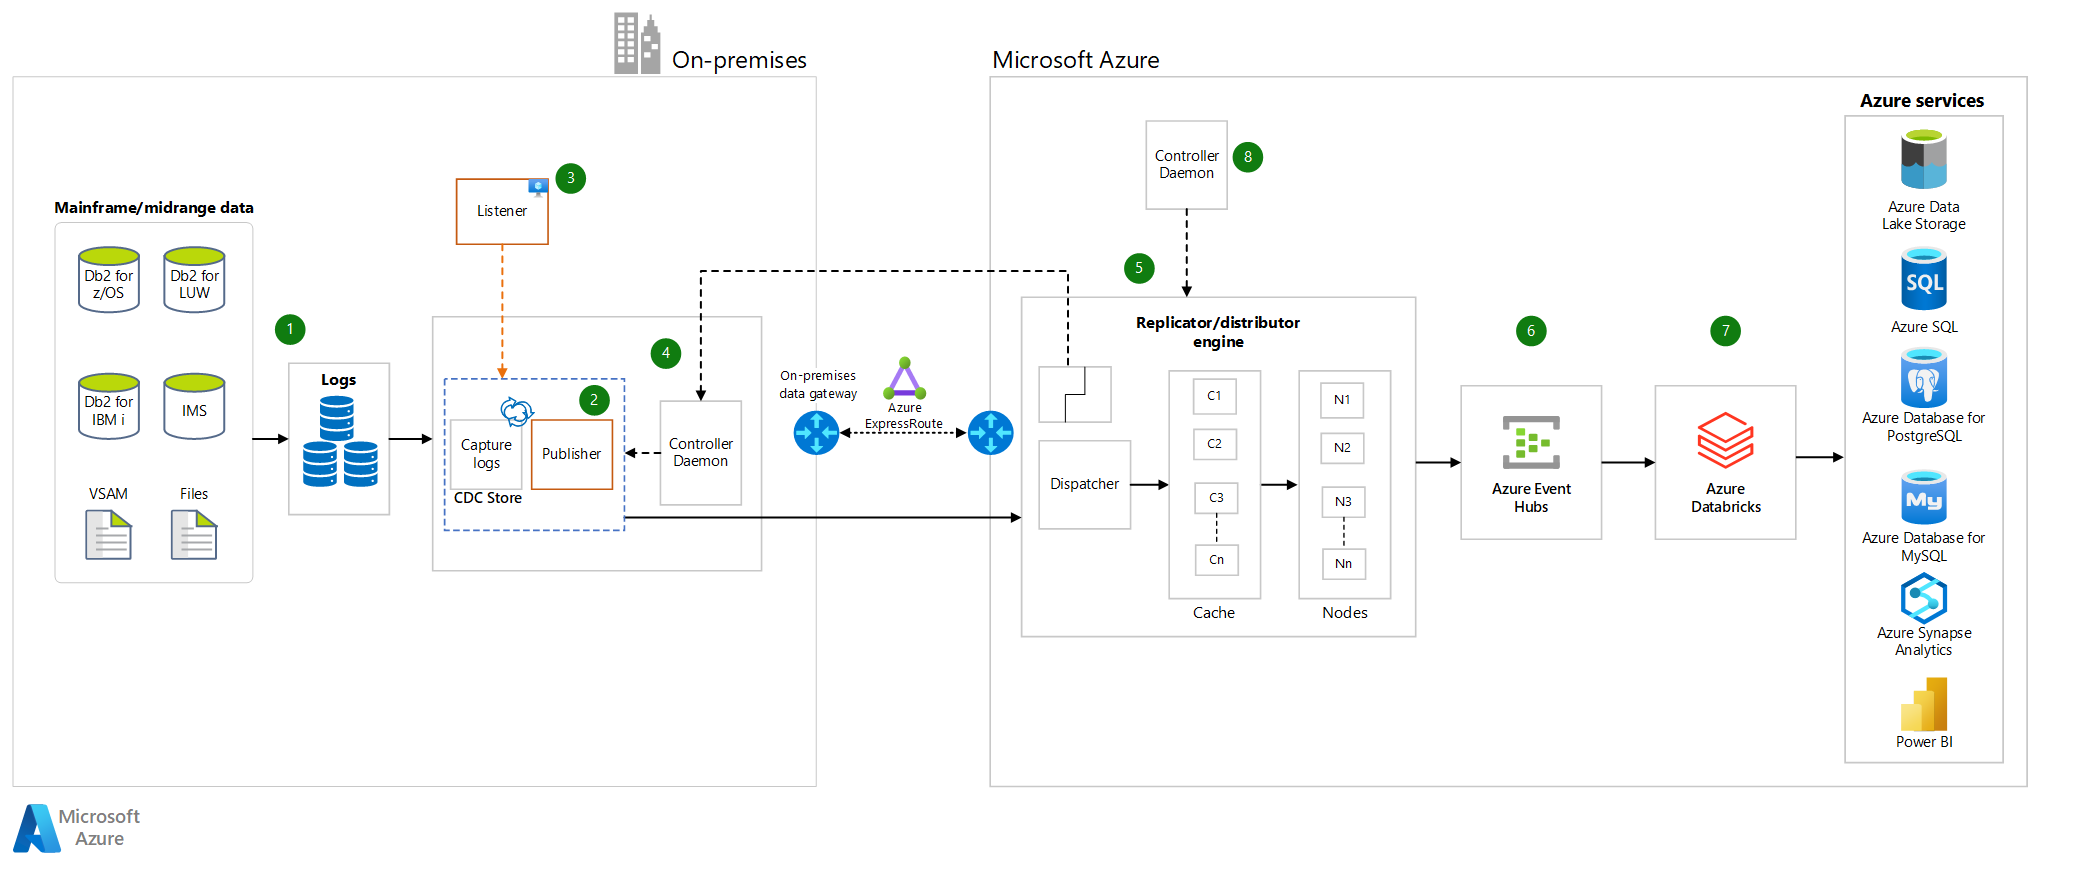 On-premises
Microsoft Azure
Azure services
Mainframe/midrange data
Db2 for
z/OS
Db2 for
LUW
Db2 for
IBM i
IMS
VSAM
Files
1
Logs
3
Listener
4
2
Capture
logs
Publisher
CDC Store
Controller
Daemon
On-premises
data gateway
Azure
ExpressRoute
Controller
Daemon
8
5
Replicator/distributor
engine
Dispatcher
C1
C2
C3
Cn
Cache
N1
N2
N3
Nn
Nodes
6
Azure Event
Hubs
7
Azure
Databricks
Azure Data
Lake Storage
SQL
Azure SQL
Azure Database for
PostgreSQL
My
Azure Database for
MySQL
Azure Synapse
Analytics
Power BI
Microsoft
Azure